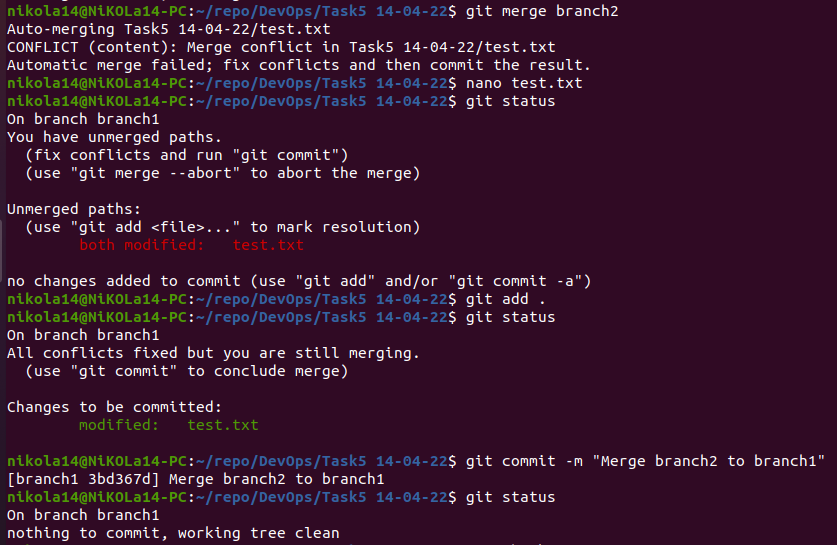 nikola14@NiKOLa14-PC:~/repo/DevOps/Task5 14-04-22$ git merge branch2
Auto-merging Task5 14-04-22/test.txt
CONFLICT (content): Merge conflict in Task5 14-04-22/test.txt
Automatic merge failed; fix conflicts and then commit the result.
nikola14@NiKOLa14-PC:~/repo/DevOps/Task5 14-04-22$ nano test.txt
nikola14@NiKOLa14-PC:~/repo/DevOps/Task5 14-04-22$ git status
On branch branch1
You have unmerged paths.
  (fix conflicts and run "git commit")
  (use "git merge --abort" to abort the merge)

Unmerged paths:
  (use "git add <file>..." to mark resolution)
        both modified:   test.txt

no changes added to commit (use "git add" and/or "git commit -a")
nikola14@NiKOLa14-PC:~/repo/DevOps/Task5 14-04-22$ git add .
nikola14@NiKOLa14-PC:~/repo/DevOps/Task5 14-04-22$ git status
On branch branch1
All conflicts fixed but you are still merging.
  (use "git commit" to conclude merge)

Changes to be committed:
        modified:   test.txt

nikola14@NiKOLa14-PC:~/repo/DevOps/Task5 14-04-22$ git commit -m "Merge branch2 to branch1"
[branch1 3bd367d] Merge branch2 to branch1
nikola14@NiKOLa14-PC:~/repo/DevOps/Task5 14-04-22$ git status
On branch branch1
nothing to commit, working tree clean